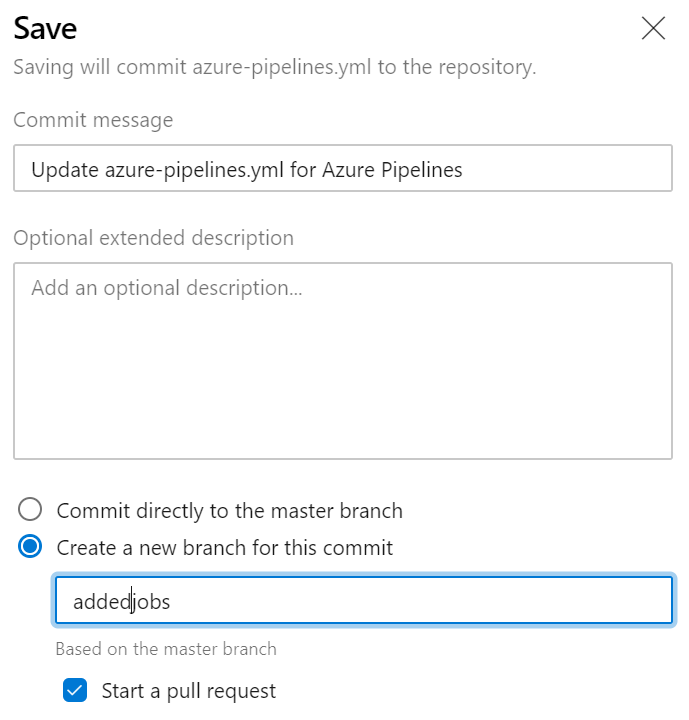 Save
Saving will commit azure-pipelines.yml to the repository.
Commit message
Update azure-pipelines.yml for Azure Pipelines
Optional extended description
Add an optional description...
Commit directly to the master branch
Create a new branch for this commit
addedjobs
Based on the master branch
Start a pull request